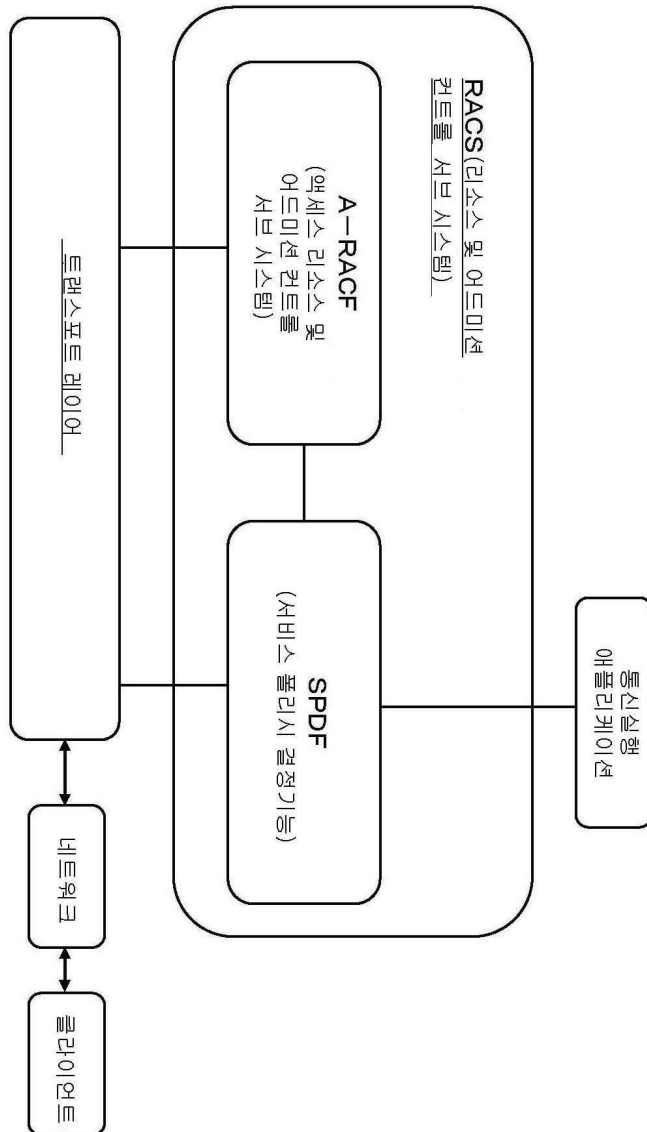 통신실행
애플리케이션
RACS(리소스 및 어드미션
컨트롤 서브 시스템)
A－RACF
(액세스 리소스 및
어드미션 컨트롤
서브 시스템)
SPDF
(서비스 폴리시 결정기능)
트랜스포트 레이어
네트워크
클라이언트